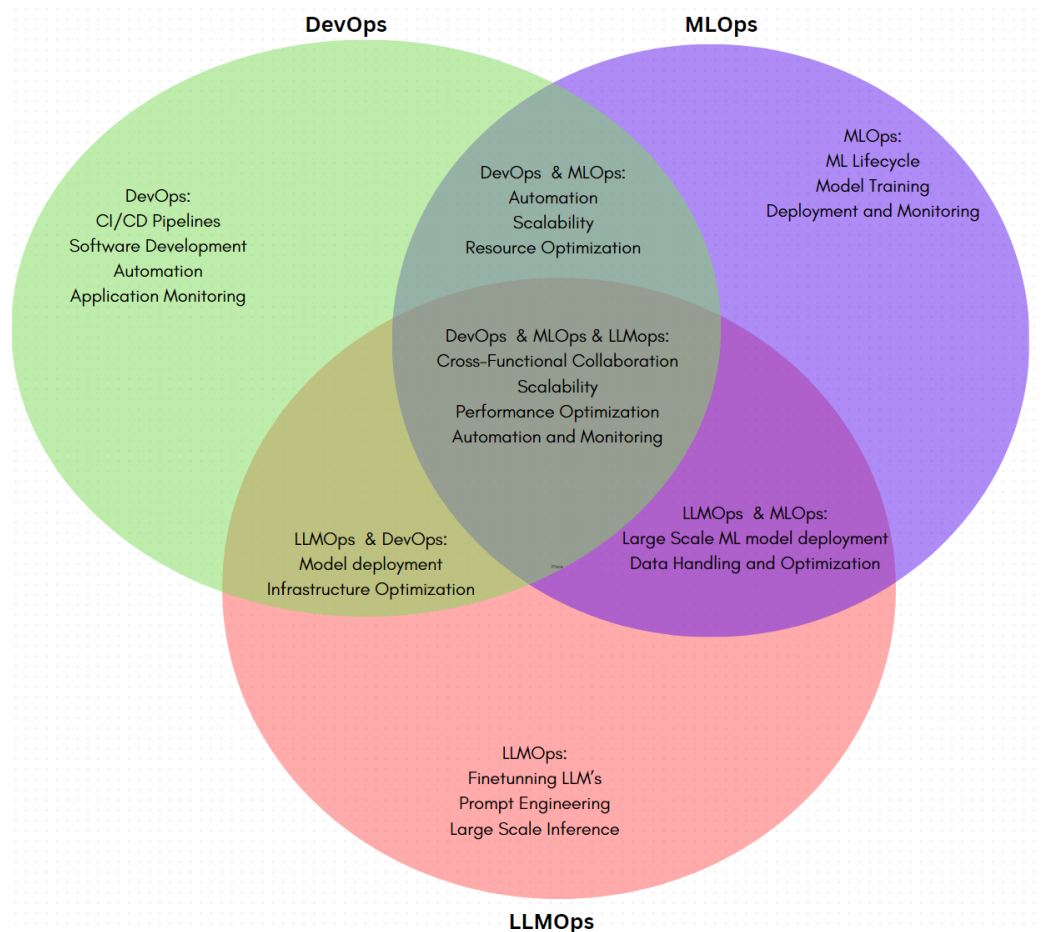 DevOps
MLOps
MLOps:
ML Lifecycle
Model Training
Deployment and Monitoring
DevOps & MLOps:
Automation
Scalability
Resource Optimization
DevOps:
CI/CD Pipelines
Software Development
Automation
Application Monitoring
DevOps & MLOps & LLMops:
Cross-Functional Collaboration
Scalability
Performance Optimization
Automation and Monitoring
LLMOps & DevOps:
Model deployment
Infrastructure Optimization
LLMOps & MLOps:
Large Scale ML model deployment
Data Handling and Optimization
LLMOps:
Finetunning LLM's
Prompt Engineering
Large Scale Inference
LLMOps